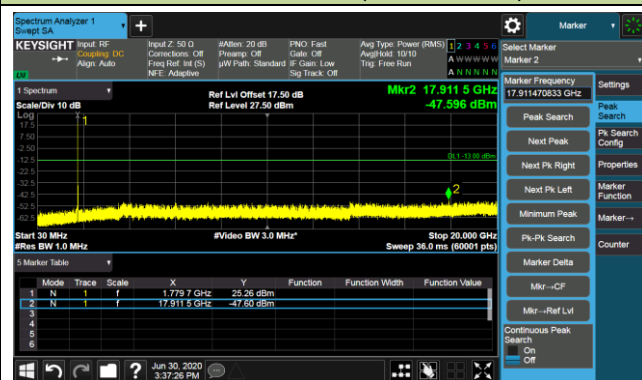 Spectrum Analyzer 1
Swept SA
+
Marker
KEYSIGHT
Input: RF
Coupling: DC
Align: Auto
Input Z: 50 Ω
Corrections: Off
Freq Ref: Int (S)
NFE: Adaptive
#Atten: 20 dB
Preamp: Off
µW Path: Standard
PNO: Fast
Gate: Off
IF Gain: Low
Sig Track: Off
Avg Type: Power (RMS)
Avg|Hold: 10/10
Trig: Free Run
1 2 3 4 5 6
A W W W W W
A N N N N N
LXI
Select Marker
Marker 2
Marker Frequency
17.911470833 GHz
Settings
Peak Search
Peak
Search
Next Peak
Pk Search
Config
Next Pk Right
Properties
Next Pk Left
Marker
Function
Minimum Peak
Marker→
Pk-Pk Search
Counter
Marker Delta
Mkr→CF
Mkr→Ref Lvl
Continuous Peak
Search
On
Off
1 Spectrum
Scale/Div 10 dB
Ref Lvl Offset 17.50 dB
Ref Level 27.50 dBm
Mkr2 17.911 5 GHz
-47.596 dBm
Log
17.5
7.50
-2.50
-12.5
-22.5
-32.5
-42.5
-52.5
-62.5
1
DL1 -13.00 dBm
2
Start 30 MHz
#Video BW 3.0 MHz*
Stop 20.000 GHz
#Res BW 1.0 MHz
Sweep 36.0 ms (60001 pts)
5 Marker Table
Mode Trace Scale X Y Function Function Width Function Value
1 N 1 f 1.779 7 GHz 25.26 dBm
2 N 1 f 17.911 5 GHz -47.60 dBm
3
4
5
6
?
Jun 30, 2020
3:37:26 PM